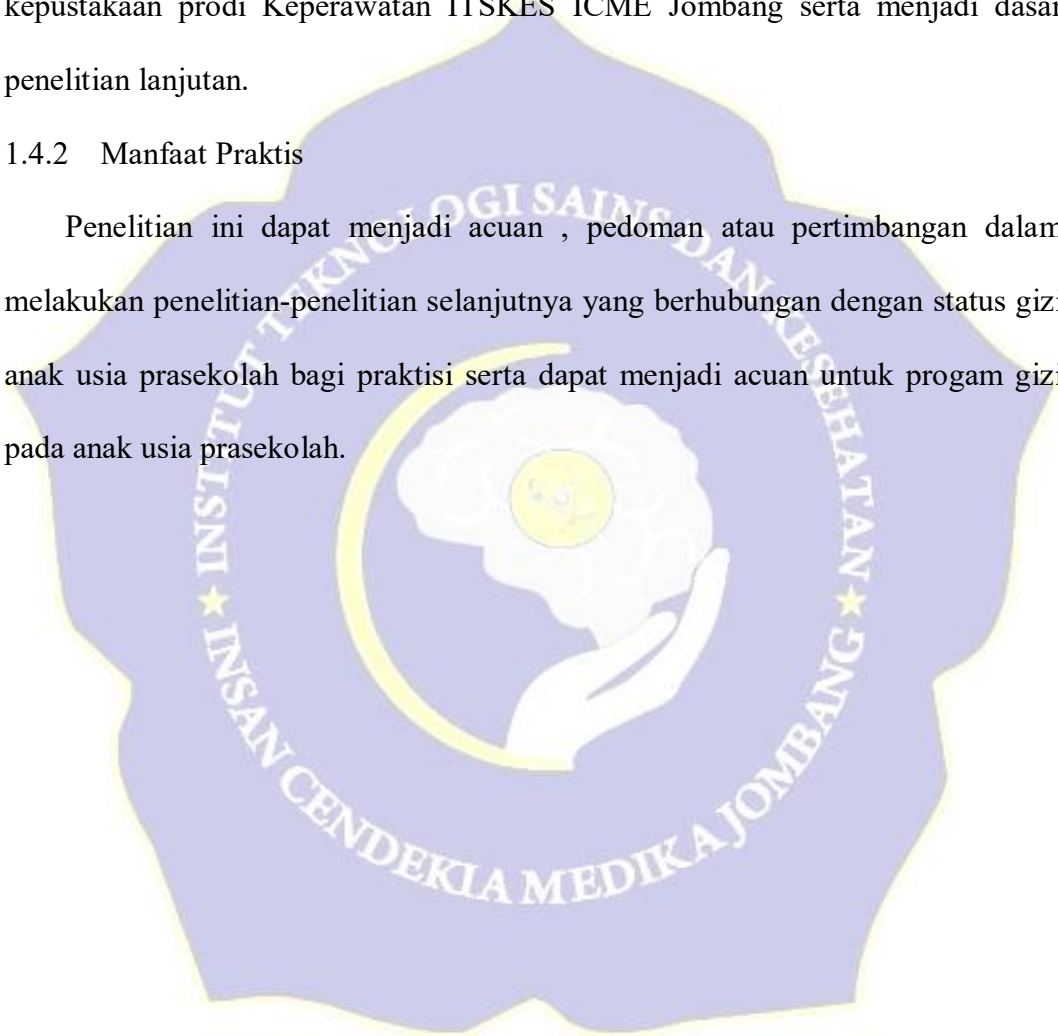 kepustakaan prodi Keperawatan ITSKES ICME Jombang serta menjadi dasar
penelitian lanjutan.
1.4.2 Manfaat Praktis
Penelitian ini dapat menjadi acuan , pedoman atau pertimbangan dalam
melakukan penelitian-penelitian selanjutnya yang berhubungan dengan status gizi
anak usia prasekolah bagi praktisi serta dapat menjadi acuan untuk progam gizi
pada anak usia prasekolah.
INSTITUT TEKNOLOGI SAINS DAN KESEHATAN
INSAN CENDEKIA MEDIKA JOMBANG